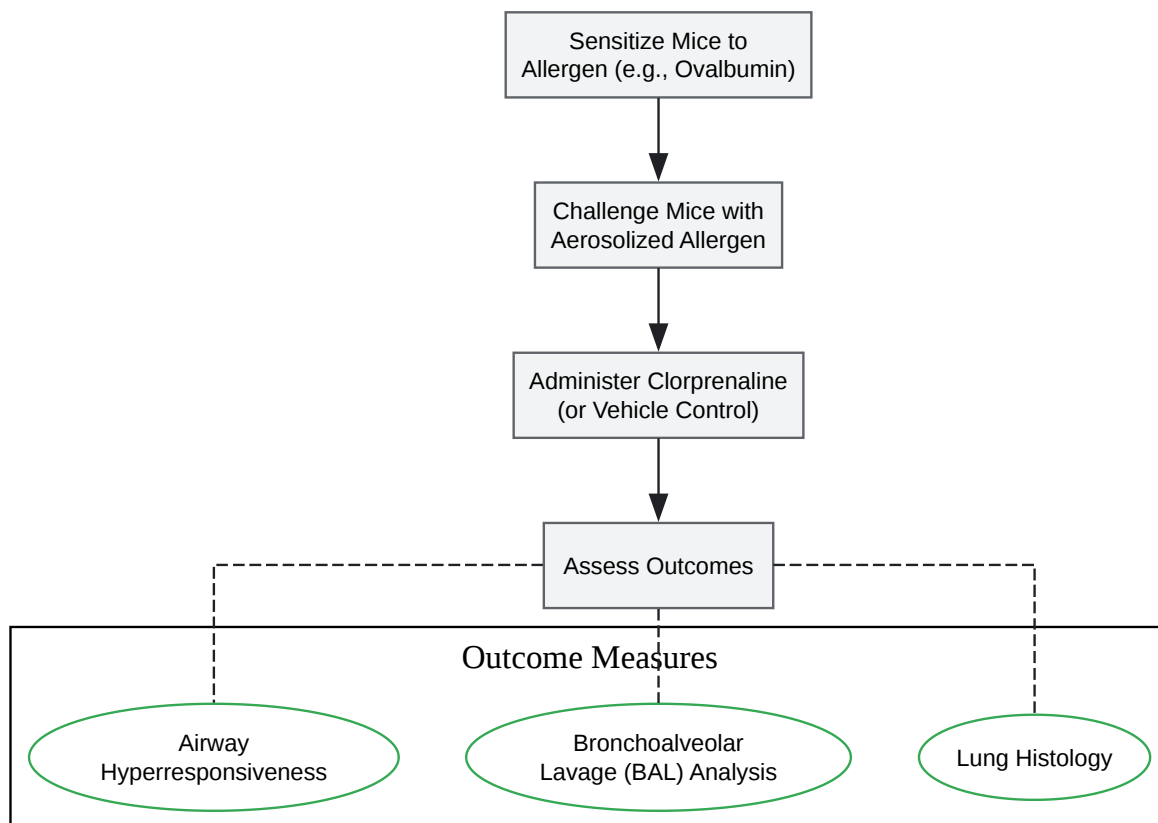 Sensitize Mice to
Allergen (e.g., Ovalbumin)
Challenge Mice with
Aerosolized Allergen
Administer Clorprenaline
(or Vehicle Control)
Assess Outcomes
Outcome Measures
Airway
Hyperresponsiveness
Bronchoalveolar
Lavage (BAL) Analysis
Lung Histology